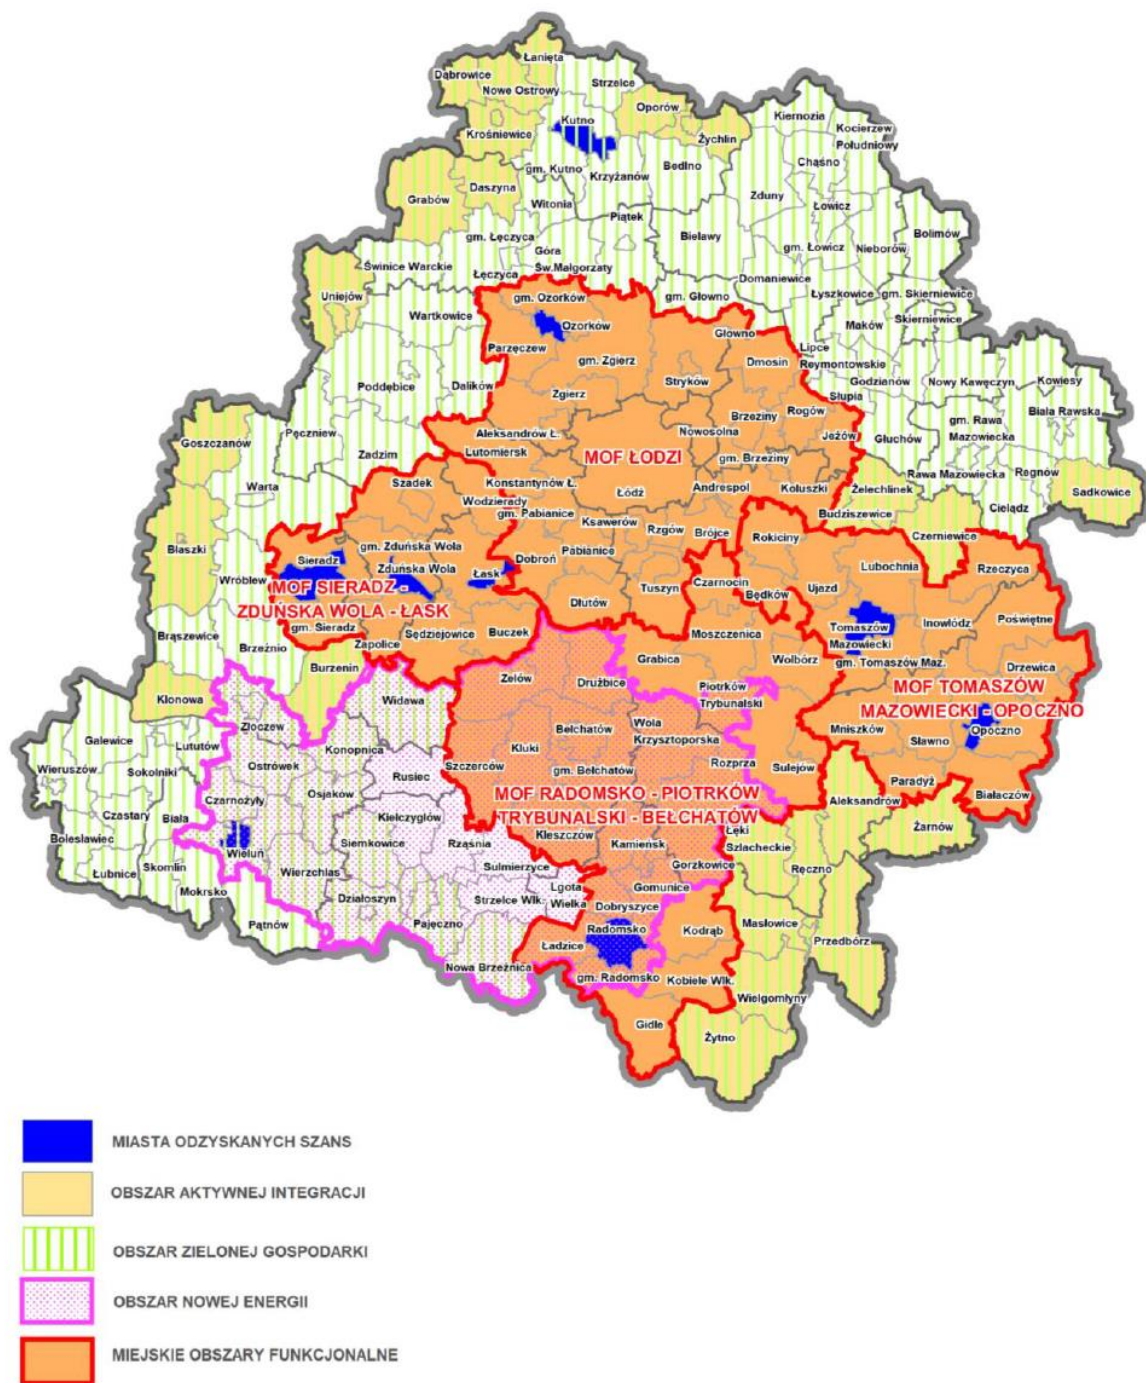 Łanięta
Dąbrowice
Nowe Ostrowy
Strzelce
Oporów
Kutno
Krośniewice
Żychlin
Kiernozia
Kocierzew
Południowy
Chąśno
Bedlno
gm. Kutno
Krzyżanów
Daszyna
Grabów
Witonia
Zduny
Łowicz
Piątek
Bielawy
Bolimów
gm. Łęczyca
gm. Łowicz
Nieborów
Góra
Św.Małgorzaty
Świnice Warckie
Łęczyca
Domaniewice
Uniejów
gm. Ozorków
gm. Głowno
Łyszkowice
gm. Skierniewice
Wartkowice
Ozorków
Skierniewice
Maków
Głowno
Parzęczew
gm. Zgierz
Lipce
Reymontowskie
Dmosin
Stryków
Godzianów
Nowy Kawęczyn
Kowiesy
Poddębice
Dalików
Zgierz
Słupia
Brzeziny
Rogów
Biała Rawska
gm. Rawa
Mazowiecka
Goszczanów
Pęczniew
Aleksandrów Ł.
Nowosolna
Jeżów
Głuchów
Zadzim
Lutomiersk
MOF ŁODZI
gm. Brzeziny
Rawa Mazowiecka
Regnów
Szadek
Konstantynów Ł.
Łódź
Andrespol
Koluszki
Żelechlinek
Sadkowice
Warta
Wodzierady
gm. Pabianice
Budziszewice
Cielądz
Ksawerów
Rzgów
Brójce
Rokiciny
Czerniewice
Błaszki
gm. Zduńska Wola
Sieradz
Zduńska Wola
Dobroń
Pabianice
Lubochnia
Rzeczyca
Wróblew
Łask
Tuszyn
Czarnocin
Będków
Ujazd
MOF SIERADZ -
ZDUŃSKA WOLA - ŁASK
Dłutów
Inowłódz
Poświętne
Tomaszów
Mazowiecki
gm. Sieradz
Sędziejowice
Buczek
Moszczenica
Brąszewice
Zapolice
Brzeźnio
Grabica
Wolbórz
gm. Tomaszów Maz.
Drzewica
Burzenin
Zelów
Drużbice
Klonowa
Widawa
Piotrków
Trybunalski
MOF TOMASZÓW
MAZOWIECKI - OPOCZNO
Złoczew
Bełchatów
Wola
Krzysztoporska
Mniszków
Opoczno
Galewice
Lututów
Konopnica
Kluki
Sławno
Wieruszów
Sokolniki
Ostrówek
Rusiec
Szczerców
gm. Bełchatów
Rozprza
Sulejów
Osjaków
MOF RADOMSKO - PIOTRKÓW
TRYBUNALSKI - BEŁCHATÓW
Paradyż
Czarnożyły
Białaczów
Aleksandrów
Czastary
Biała
Kiełczygłów
Bolesławiec
Wieluń
Siemkowice
Rząśnia
Kleszczów
Kamieńsk
Łęki
Szlacheckie
Żarnów
Łubnice
Skomlin
Wierzchlas
Sulmierzyce
Gorzkowice
Ręczno
Mokrsko
Działoszyn
Strzelce Wlk.
Lgota
Wielka
Gomunice
Pątnów
Pajęczno
Dobryszyce
Masłowice
Radomsko
Kodrąb
Przedbórz
Ładzice
Nowa Brzeźnica
gm. Radomsko
Kobiele Wlk.
Wielgomłyny
Gidle
Żytno
MIASTA ODZYSKANYCH SZANS
OBSZAR AKTYWNEJ INTEGRACJI
OBSZAR ZIELONEJ GOSPODARKI
OBSZAR NOWEJ ENERGII
MIEJSKIE OBSZARY FUNKCJONALNE